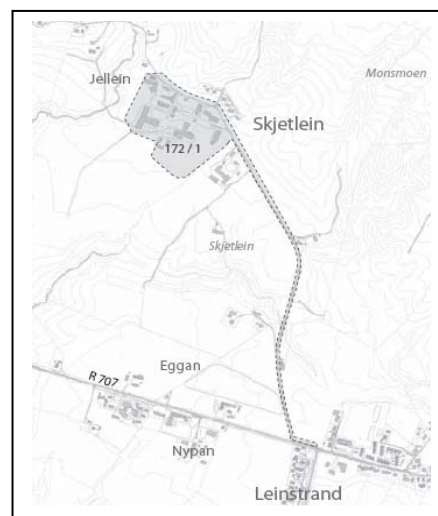 Jellein
Monsmoen
Skjetlein
172 / 1
Skjetlein
Eggan
R 707
Nypan
Leinstrand